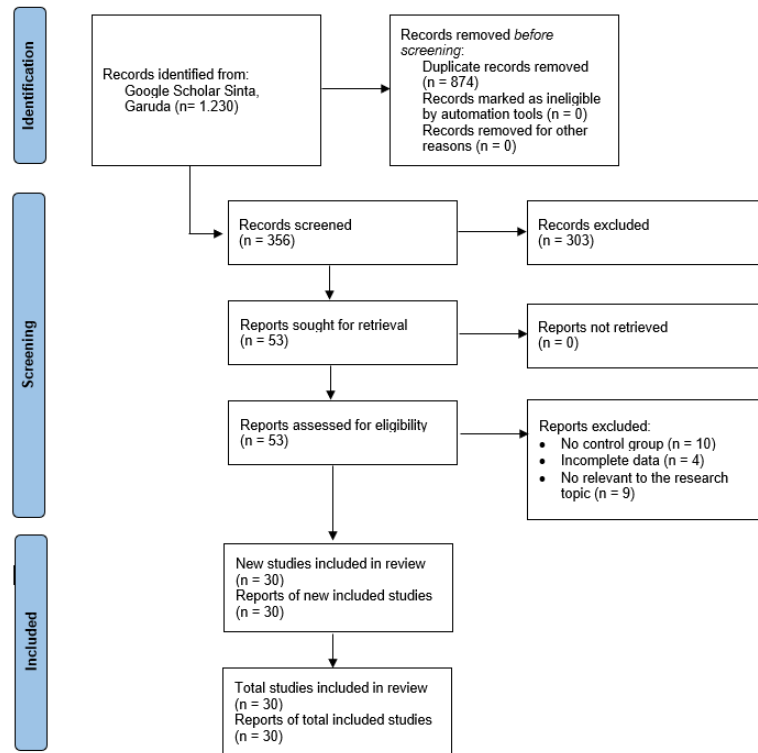 Identification
Records identified from:
Google Scholar Sinta,
Garuda (n= 1.230)
Records removed before
screening:
Duplicate records removed
(n = 874)
Records marked as ineligible
by automation tools (n = 0)
Records removed for other
reasons (n = 0)
Screening
Records screened
(n = 356)
Records excluded
(n = 303)
Reports sought for retrieval
(n = 53)
Reports not retrieved
(n = 0)
Reports assessed for eligibility
(n = 53)
Reports excluded:
• No control group (n = 10)
• Incomplete data (n = 4)
• No relevant to the research
topic (n = 9)
Included
New studies included in review
(n = 30)
Reports of new included studies
(n = 30)
Total studies included in review
(n = 30)
Reports of total included studies
(n = 30)